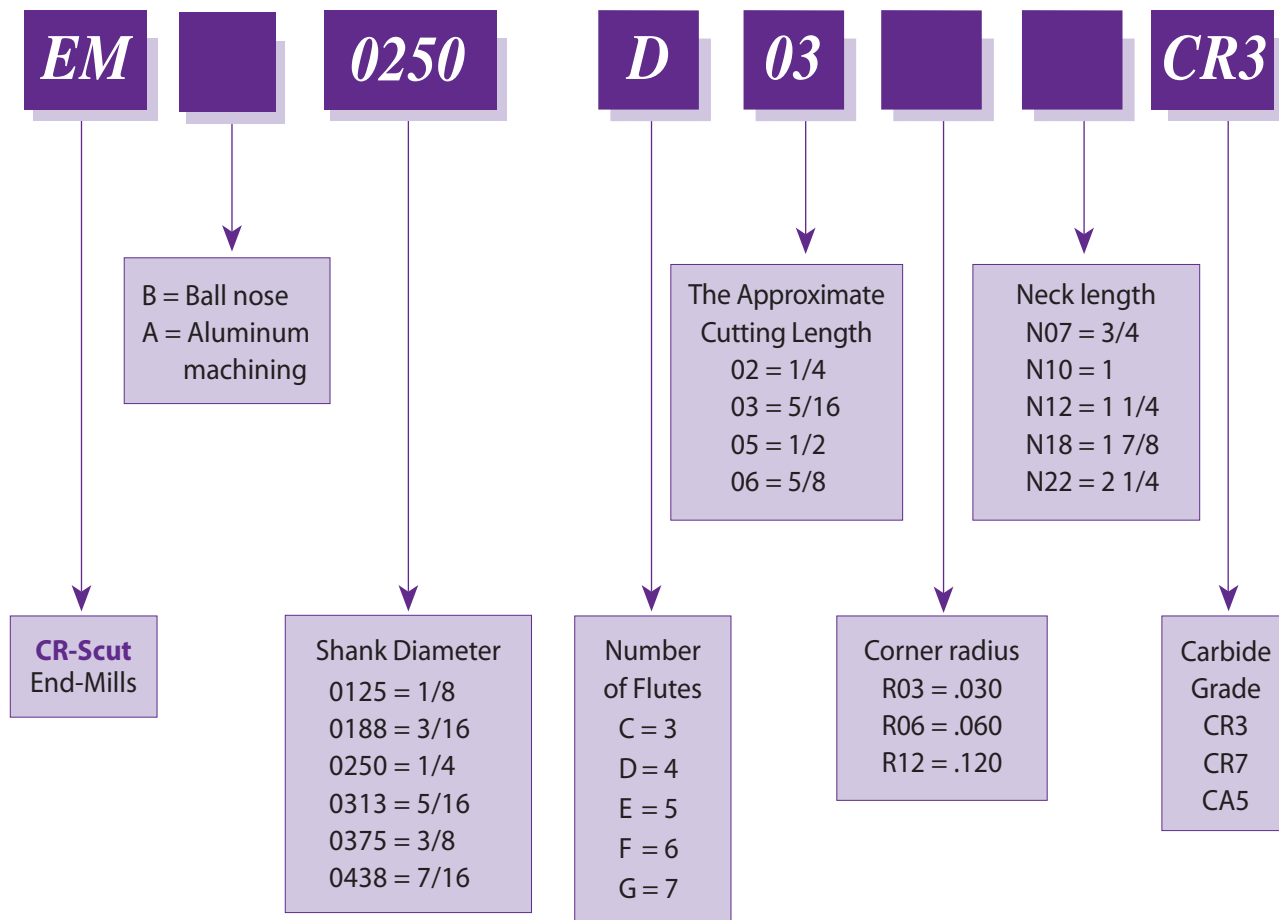 EM 0250 D 03 CR3
B = Ball nose
A = Aluminum
machining
The Approximate
Cutting Length
02 = 1/4
03 = 5/16
05 = 1/2
06 = 5/8
Neck length
N07 = 3/4
N10 = 1
N12 = 1 1/4
N18 = 1 7/8
N22 = 2 1/4
CR-Scut
End-Mills
Shank Diameter
0125 = 1/8
0188 = 3/16
0250 = 1/4
0313 = 5/16
0375 = 3/8
0438 = 7/16
Number
of Flutes
C = 3
D = 4
E = 5
F = 6
G = 7
Corner radius
R03 = .030
R06 = .060
R12 = .120
Carbide
Grade
CR3
CR7
CA5